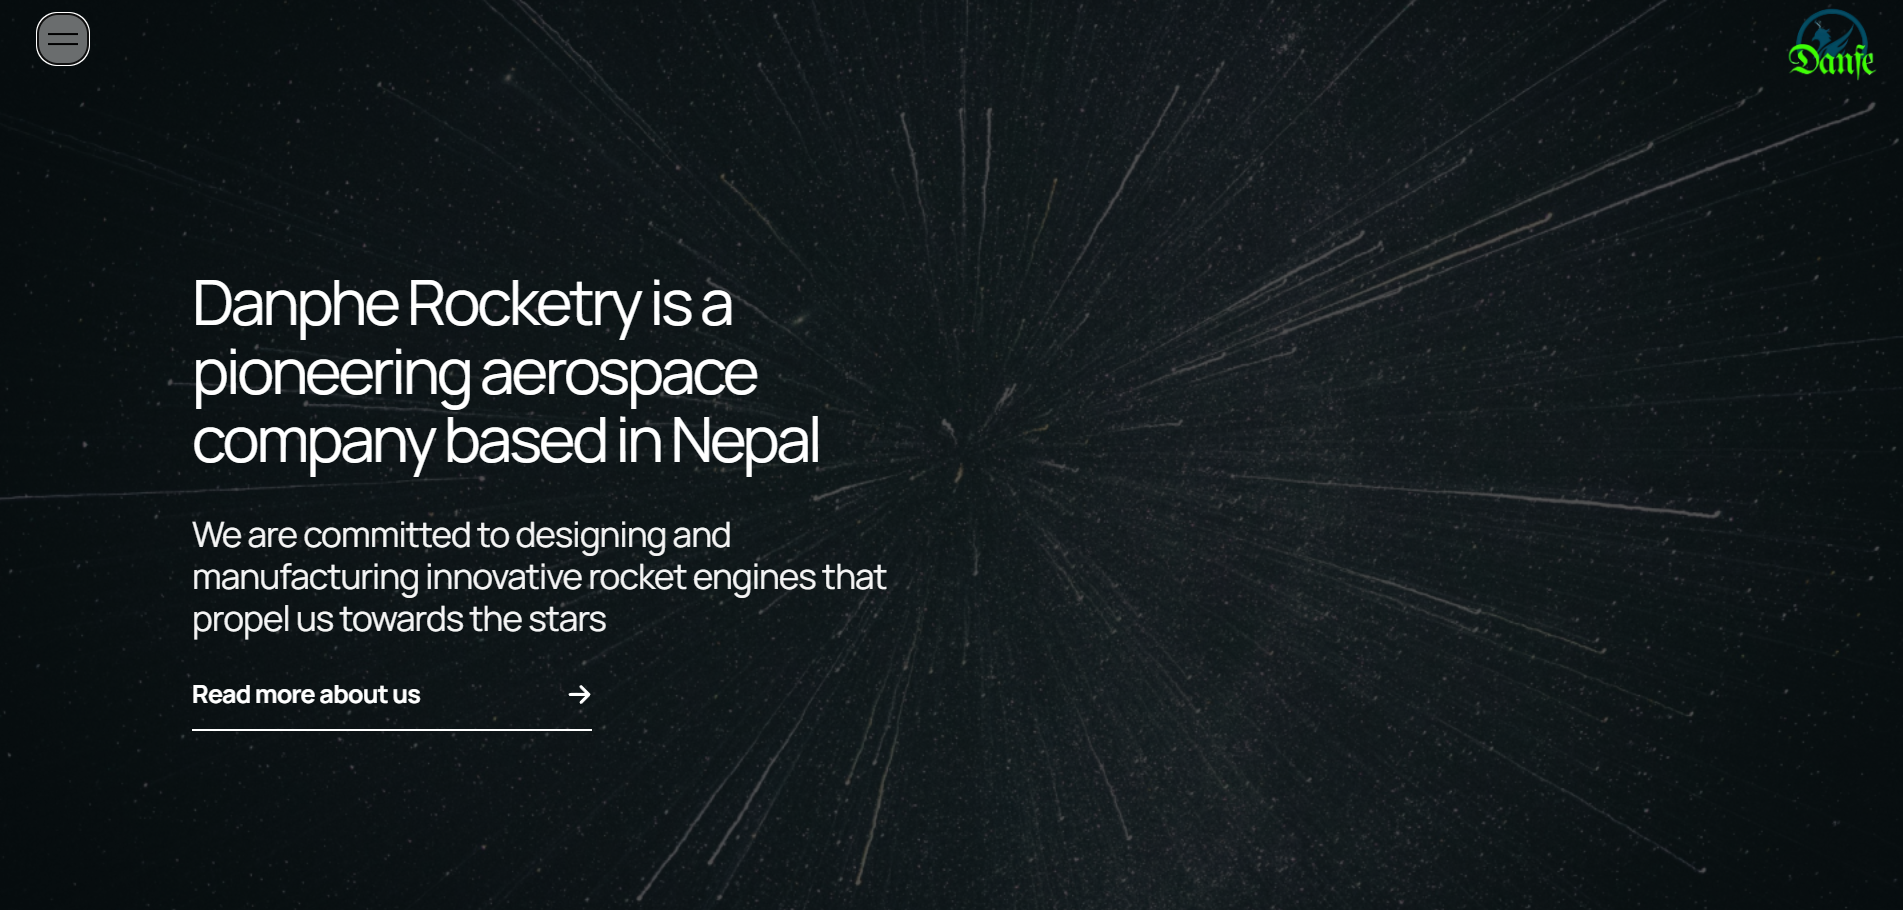 Danfe
Danphe Rocketry is a
pioneering aerospace
company based in Nepal
We are committed to designing and
manufacturing innovative rocket engines that
propel us towards the stars
Read more about us